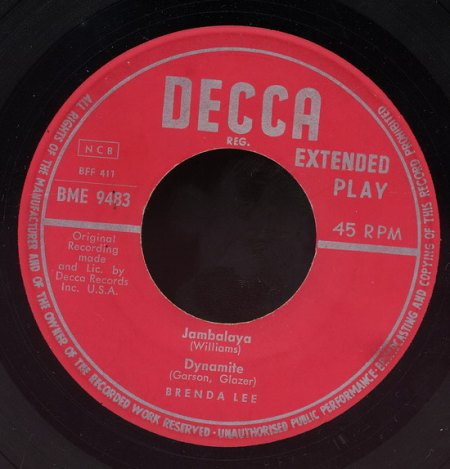 DECCA
REG.
EXTENDED
PLAY
NCB
BFF 411
BME 9483
45 RPM
Original
Recording
made
and Lic. by
Decca Records
Inc. U.S.A.
Jambalaya
(Williams)
Dynamite
(Garson, Glazer)
BRENDA LEE
ALL RIGHTS OF THE MANUFACTURER AND OF THE OWNER OF THE RECORDED WORK RESERVED · UNAUTHORISED PUBLIC PERFORMANCE · BROADCASTING AND COPYING OF THIS RECORD PROHIBITED